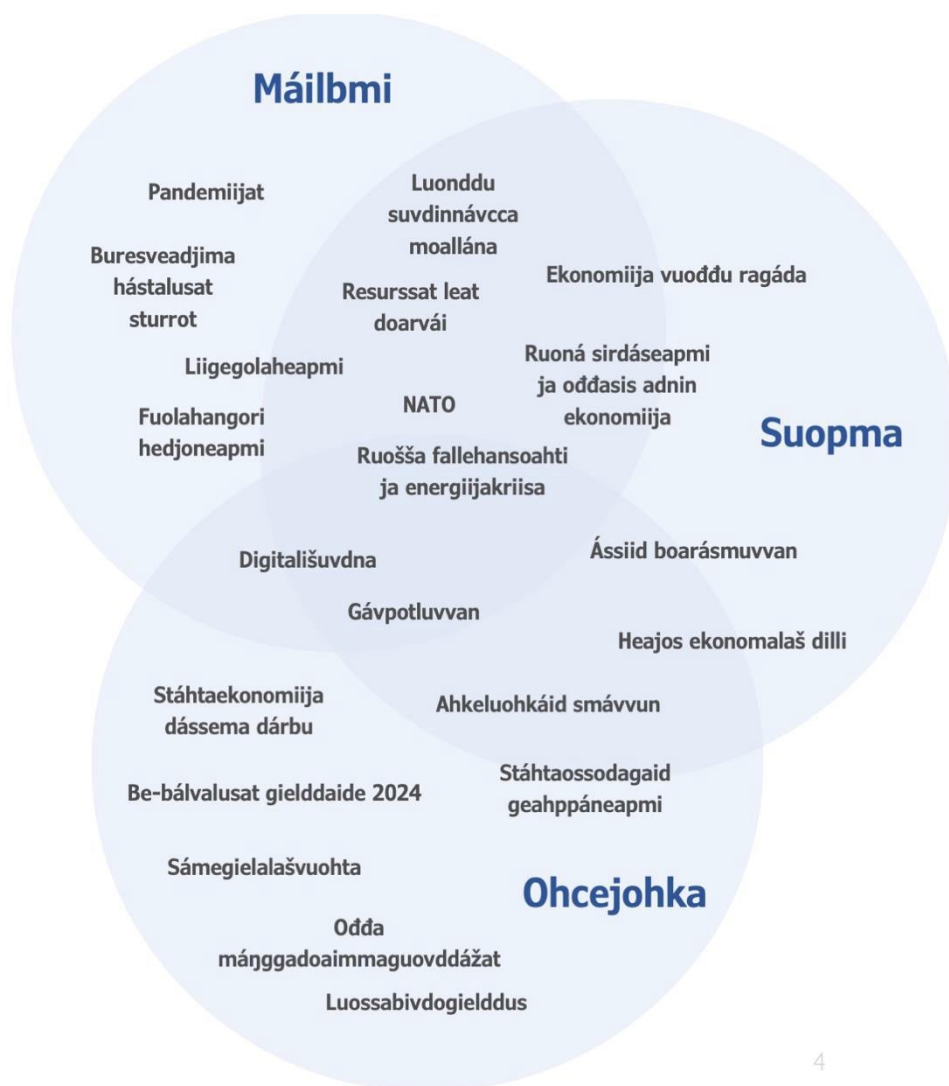 Máilbmi
Pandemiijat
Luonddu
suvdinnávcca
moallána
Buresveadjima
hástalusat
sturrot
Ekonomiija vuođđu ragáda
Resurssat leat
doarvái
Liigegolaheapmi
Ruoná sirdáseapmi
ja ođđasis adnin
ekonomiija
NATO
Fuolahangori
hedjoneapmi
Suopma
Ruošša fallehansoahti
ja energiijakriisa
Digitališuvdna
Ássiid boarásmuvvan
Gávpotluvvan
Heajos ekonomalaš dilli
Stáhtaekonomiija
dássema dárbu
Ahkeluohkáid smávvun
Be-bálvalusat gielddaide 2024
Stáhtaossodagaid
geahppáneapmi
Sámegielalašvuohta
Ohcejohka
Ođđa
máŋggadoaimmaguovddážat
Luossabivdogielddus
4